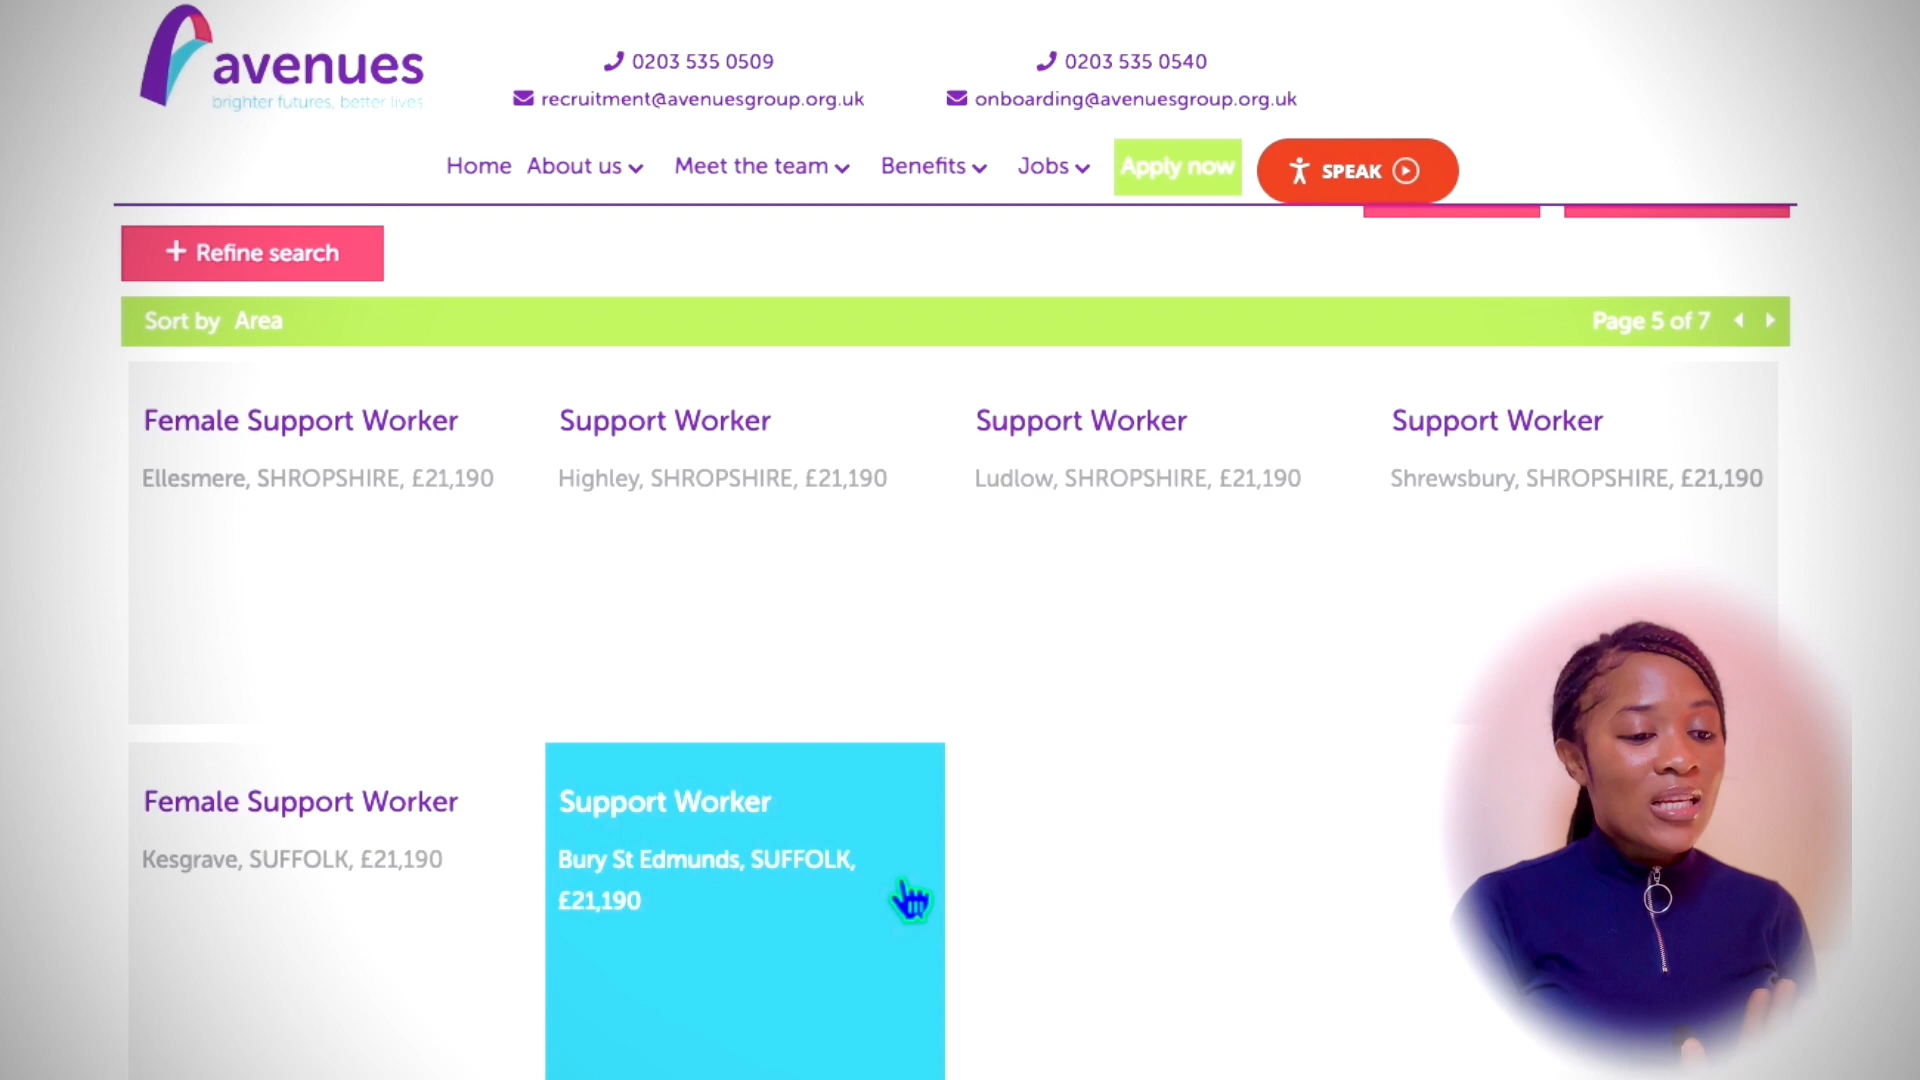 avenues
brighter futures, better lives
0203 535 0509
recruitment@avenuesgroup.org.uk
0203 535 0540
onboarding@avenuesgroup.org.uk
Home About us Meet the team Benefits Jobs Apply now SPEAK
+ Refine search
Sort by Area Page 5 of 7
Female Support Worker
Ellesmere, SHROPSHIRE, £21,190
Support Worker
Highley, SHROPSHIRE, £21,190
Support Worker
Ludlow, SHROPSHIRE, £21,190
Support Worker
Shrewsbury, SHROPSHIRE, £21,190
Female Support Worker
Kesgrave, SUFFOLK, £21,190
Support Worker
Bury St Edmunds, SUFFOLK,
£21,190